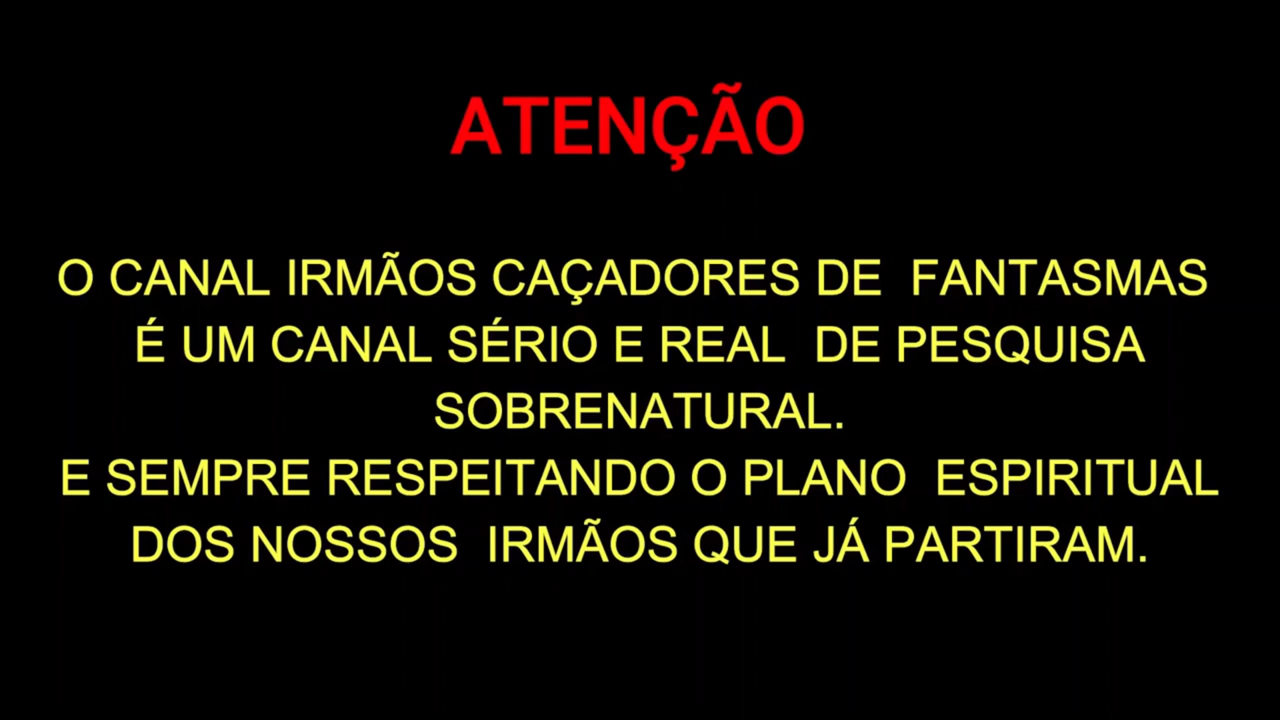 ATENÇÃO
O CANAL IRMÃOS CAÇADORES DE FANTASMAS
É UM CANAL SÉRIO E REAL DE PESQUISA
SOBRENATURAL.
E SEMPRE RESPEITANDO O PLANO ESPIRITUAL
DOS NOSSOS IRMÃOS QUE JÁ PARTIRAM.